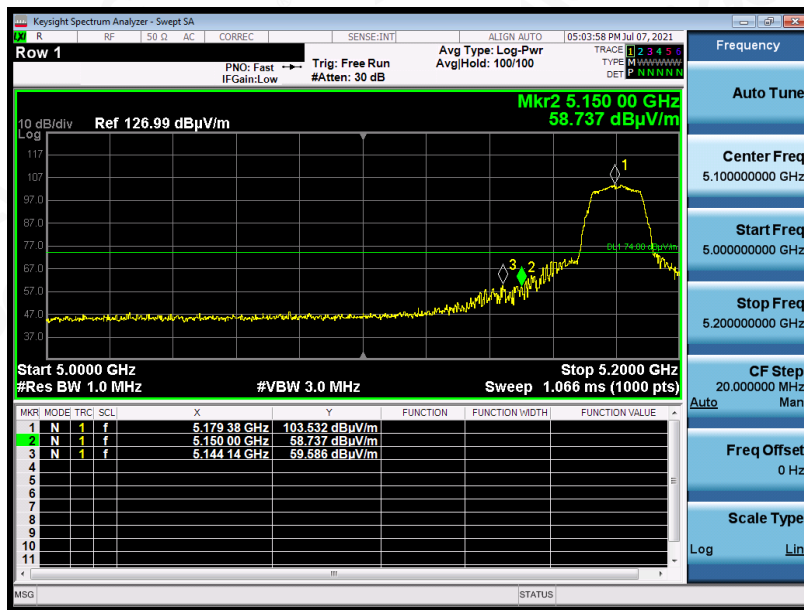 Keysight Spectrum Analyzer - Swept SA
LXI R RF 50 Ω AC CORREC SENSE:INT ALIGN AUTO 05:03:58 PM Jul 07, 2021
Row 1
PNO: Fast
IFGain:Low
Trig: Free Run
#Atten: 30 dB
Avg Type: Log-Pwr
Avg|Hold: 100/100
TRACE 1 2 3 4 5 6
TYPE M WWWWW
DET P N N N N N
Mkr2 5.150 00 GHz
58.737 dBµV/m
10 dB/div Ref 126.99 dBµV/m
Log
117
107
97.0
87.0
77.0
67.0
57.0
47.0
37.0
1
DL1 74.00 dBµV/m
3 2
Start 5.0000 GHz Stop 5.2000 GHz
#Res BW 1.0 MHz #VBW 3.0 MHz Sweep 1.066 ms (1000 pts)
MKR MODE TRC SCL X Y FUNCTION FUNCTION WIDTH FUNCTION VALUE
1 N 1 f 5.179 38 GHz 103.532 dBµV/m
2 N 1 f 5.150 00 GHz 58.737 dBµV/m
3 N 1 f 5.144 14 GHz 59.586 dBµV/m
4
5
6
7
8
9
10
11
MSG STATUS
Frequency
Auto Tune
Center Freq
5.100000000 GHz
Start Freq
5.000000000 GHz
Stop Freq
5.200000000 GHz
CF Step
20.000000 MHz
Auto Man
Freq Offset
0 Hz
Scale Type
Log Lin